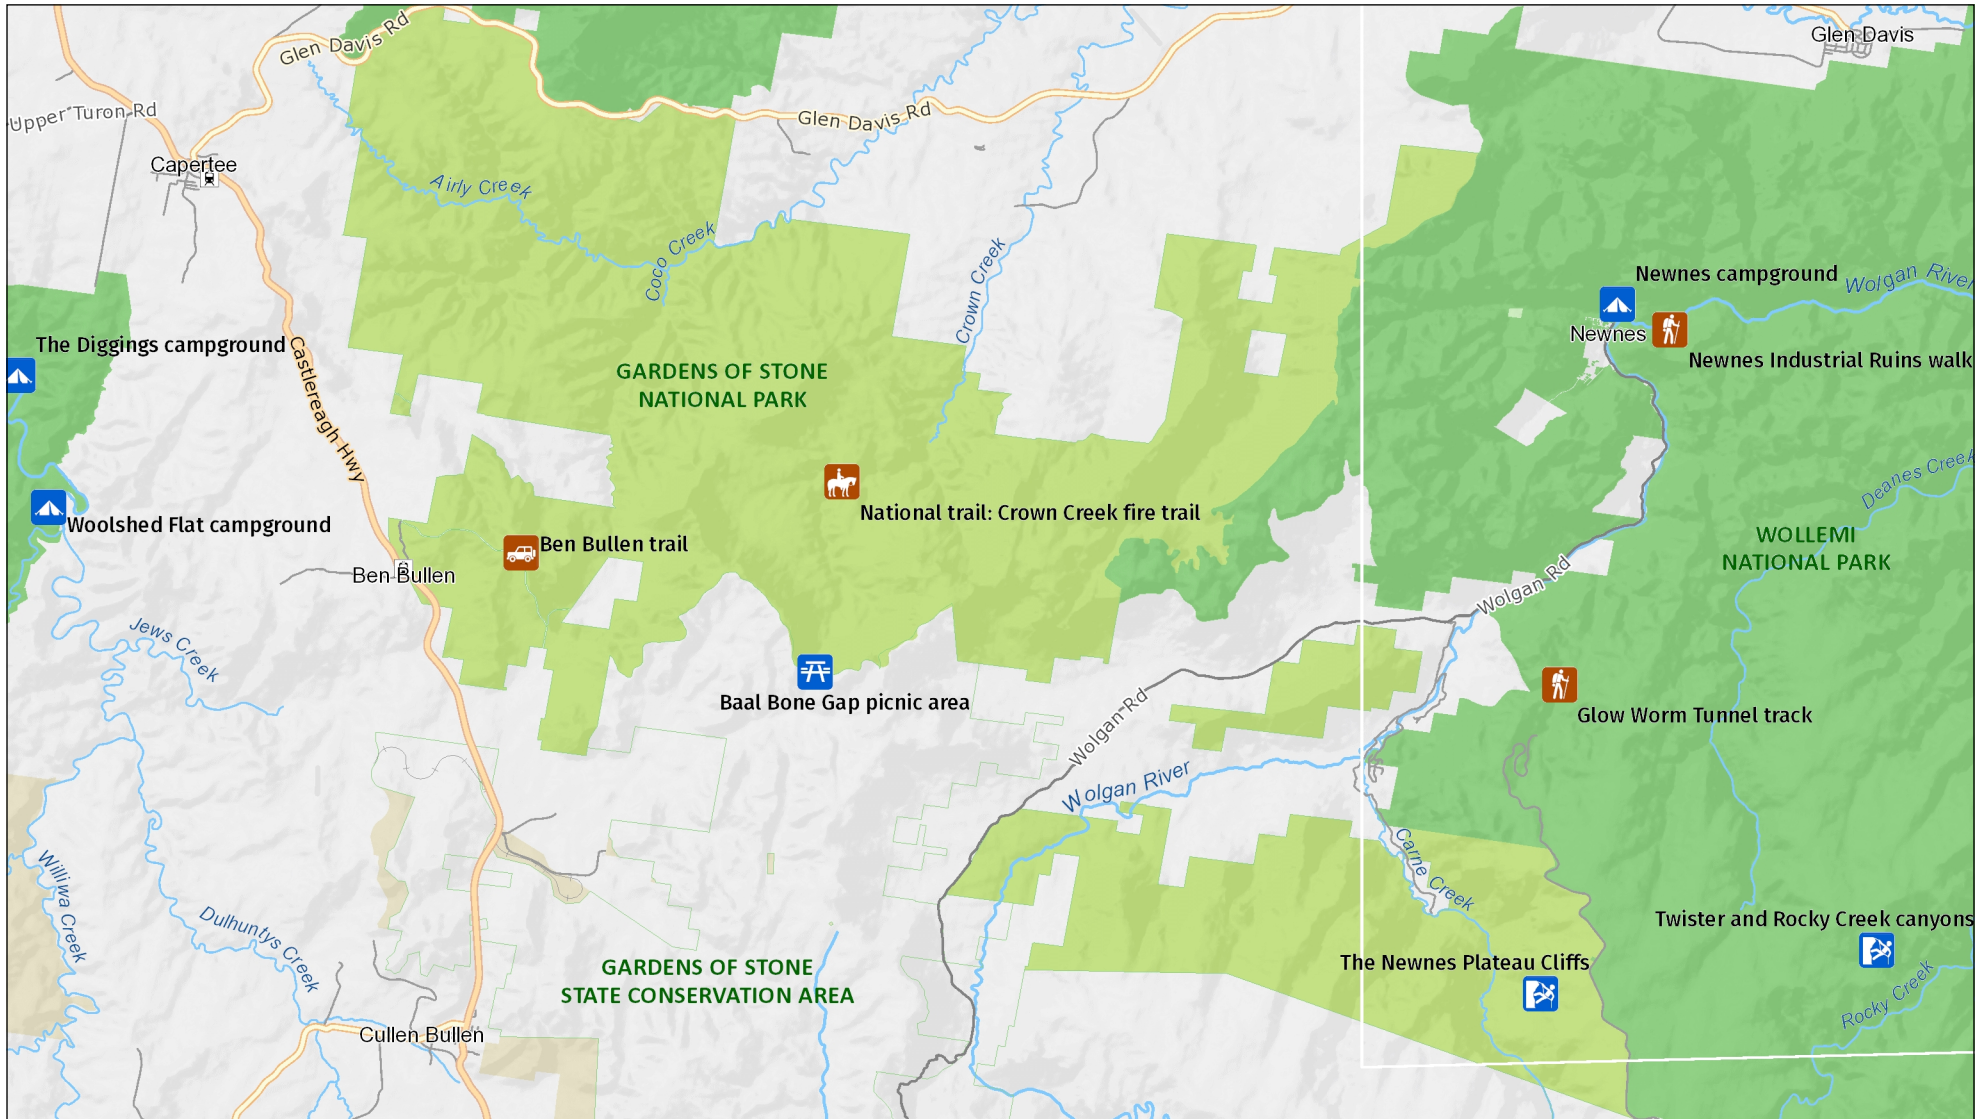 Glen Davis Rd
Glen Davis
Upper Turon Rd
Glen Davis Rd
Capertee
Airly Creek
Coco Creek
Crown Creek
Newnes campground
Wolgan River
Newnes
Newnes Industrial Ruins walk
The Diggings campground
Castlereagh Hwy
GARDENS OF STONE
NATIONAL PARK
Deanes Creek
National trail: Crown Creek fire trail
Woolshed Flat campground
Ben Bullen trail
WOLLEMI
NATIONAL PARK
Ben Bullen
Wolgan Rd
Jews Creek
Baal Bone Gap picnic area
Glow Worm Tunnel track
Wolgan Rd
Wolgan River
Carne Creek
Williwa Creek
Dulhuntys Creek
Twister and Rocky Creek canyons
The Newnes Plateau Cliffs
GARDENS OF STONE
STATE CONSERVATION AREA
Rocky Creek
Cullen Bullen